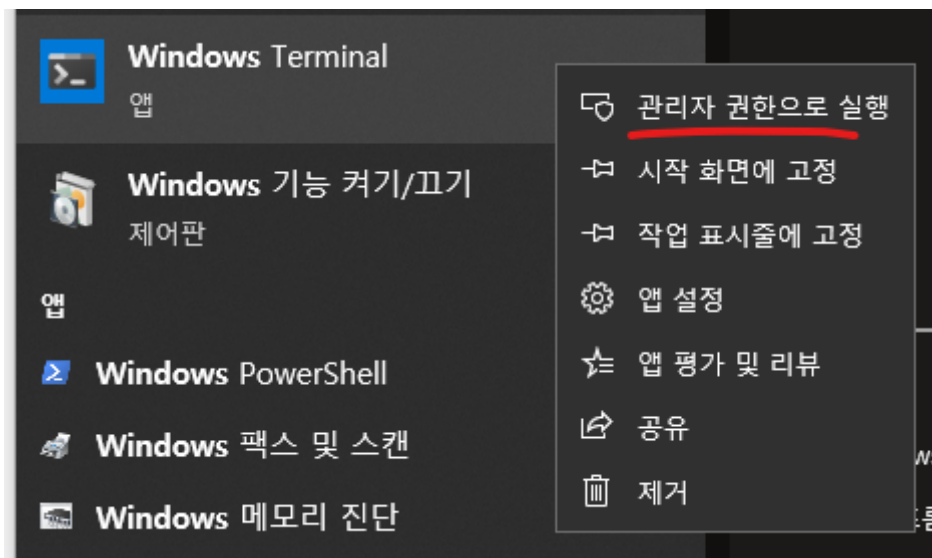 Windows Terminal
앱
Windows 기능 켜기/끄기
제어판
앱
Windows PowerShell
Windows 팩스 및 스캔
Windows 메모리 진단
관리자 권한으로 실행
시작 화면에 고정
작업 표시줄에 고정
앱 설정
앱 평가 및 리뷰
공유
제거